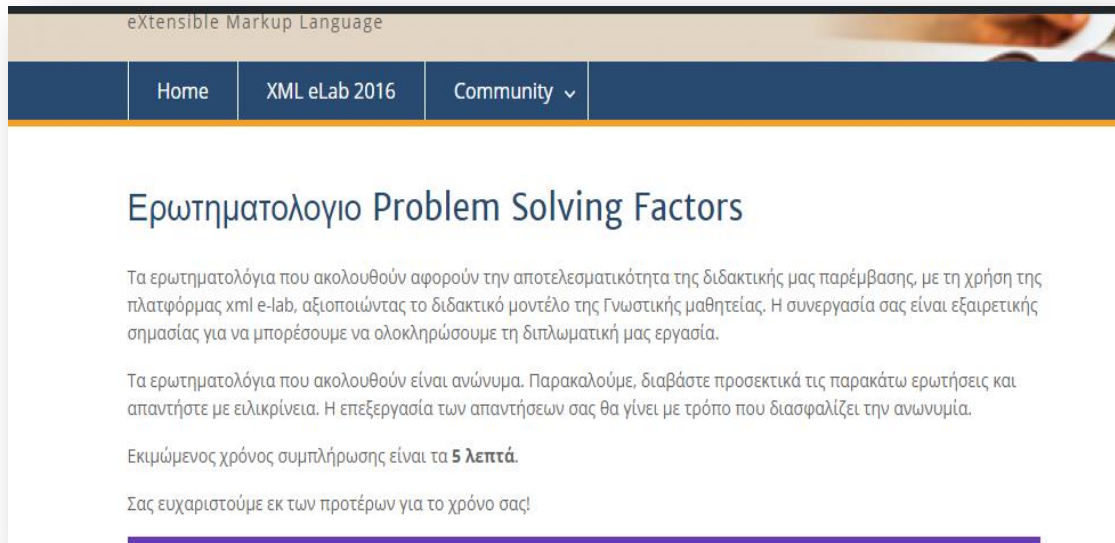 eXtensible Markup Language
Home XML eLab 2016 Community
Ερωτηματολογιο Problem Solving Factors
Τα ερωτηματολόγια που ακολουθούν αφορούν την αποτελεσματικότητα της διδακτικής μας παρέμβασης, με τη χρήση της
πλατφόρμας xml e-lab, αξιοποιώντας το διδακτικό μοντέλο της Γνωστικής μαθητείας. Η συνεργασία σας είναι εξαιρετικής
σημασίας για να μπορέσουμε να ολοκληρώσουμε τη διπλωματική μας εργασία.
Τα ερωτηματολόγια που ακολουθούν είναι ανώνυμα. Παρακαλούμε, διαβάστε προσεκτικά τις παρακάτω ερωτήσεις και
απαντήστε με ειλικρίνεια. Η επεξεργασία των απαντήσεων σας θα γίνει με τρόπο που διασφαλίζει την ανωνυμία.
Εκιμώμενος χρόνος συμπλήρωσης είναι τα 5 λεπτά.
Σας ευχαριστούμε εκ των προτέρων για το χρόνο σας!